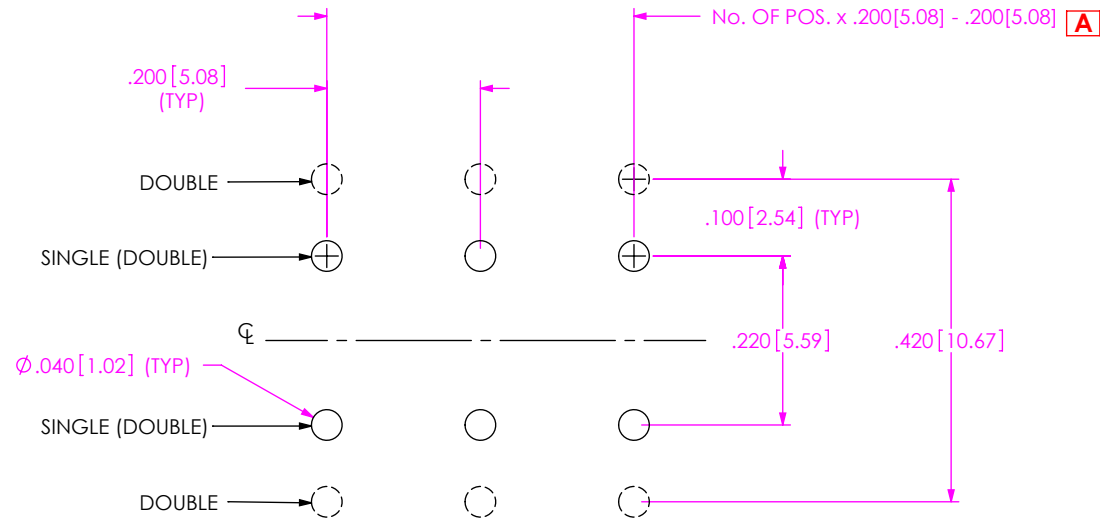 No. OF POS. x .200[5.08] - .200[5.08] A
.200[5.08]
(TYP)
DOUBLE
.100[2.54] (TYP)
SINGLE (DOUBLE)
℄
.220[5.59]
.420[10.67]
Ø.040[1.02] (TYP)
SINGLE (DOUBLE)
DOUBLE